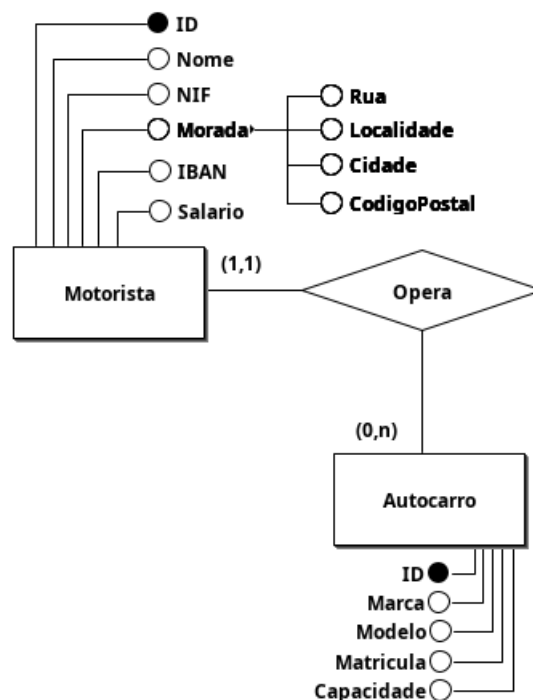 ID
Nome
NIF
Morada
Rua
Localidade
Cidade
CodigoPostal
IBAN
Salario
Motorista
(1,1)
Opera
(0,n)
Autocarro
ID
Marca
Modelo
Matricula
Capacidade